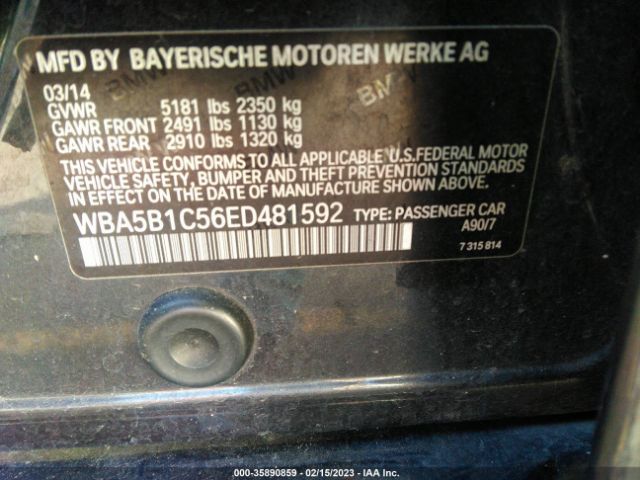 MFD BY BAYERISCHE MOTOREN WERKE AG
03/14
GVWR 5181 lbs 2350 kg
GAWR FRONT 2491 lbs 1130 kg
GAWR REAR 2910 lbs 1320 kg
THIS VEHICLE CONFORMS TO ALL APPLICABLE U.S.FEDERAL MOTOR
VEHICLE SAFETY, BUMPER AND THEFT PREVENTION STANDARDS
IN EFFECT ON THE DATE OF MANUFACTURE SHOWN ABOVE.
WBA5B1C56ED481592 TYPE: PASSENGER CAR
A90/7
7 315 814
BMW
BMW
BMW
000-35890859 - 02/15/2023 - IAA Inc.